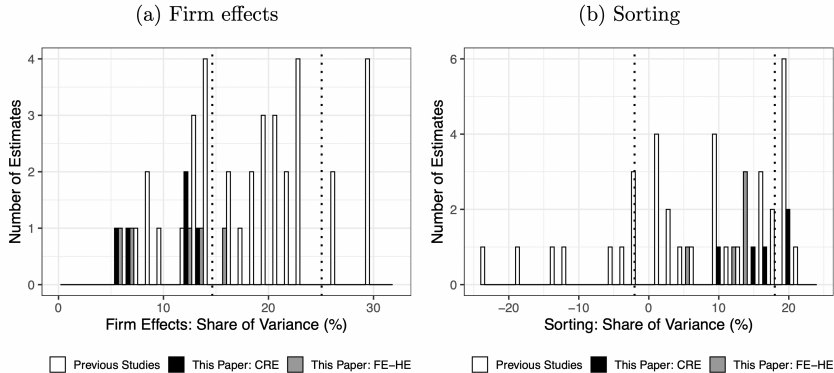 (a) Firm effects
(b) Sorting
4
3
2
1
0
Number of Estimates
0 10 20 30
Firm Effects: Share of Variance (%)
Previous Studies This Paper: CRE This Paper: FE−HE
6
4
2
0
Number of Estimates
−20 −10 0 10 20
Sorting: Share of Variance (%)
Previous Studies This Paper: CRE This Paper: FE−HE